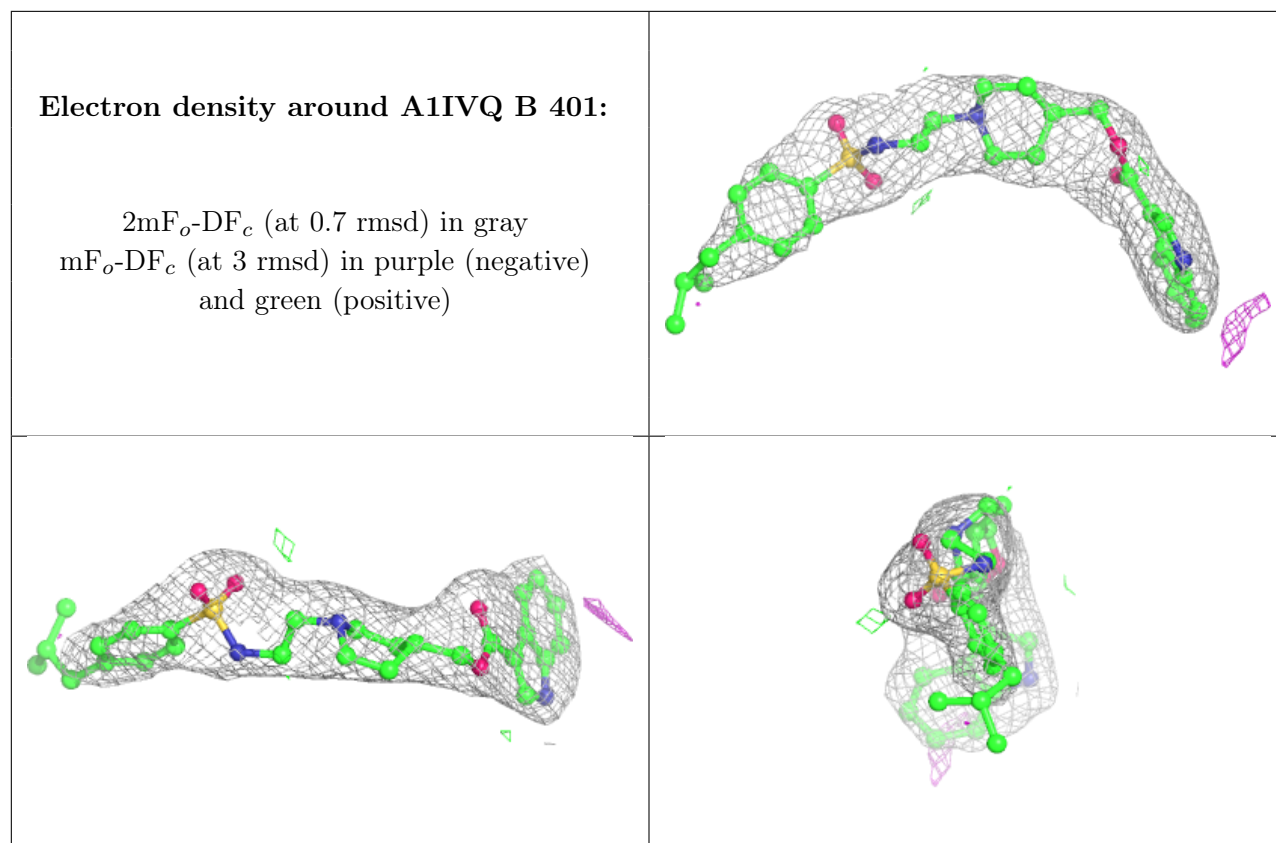 Electron density around A1IVQ B 401:
2mFₒ-DF𝒸 (at 0.7 rmsd) in gray
mFₒ-DF𝒸 (at 3 rmsd) in purple (negative)
and green (positive)